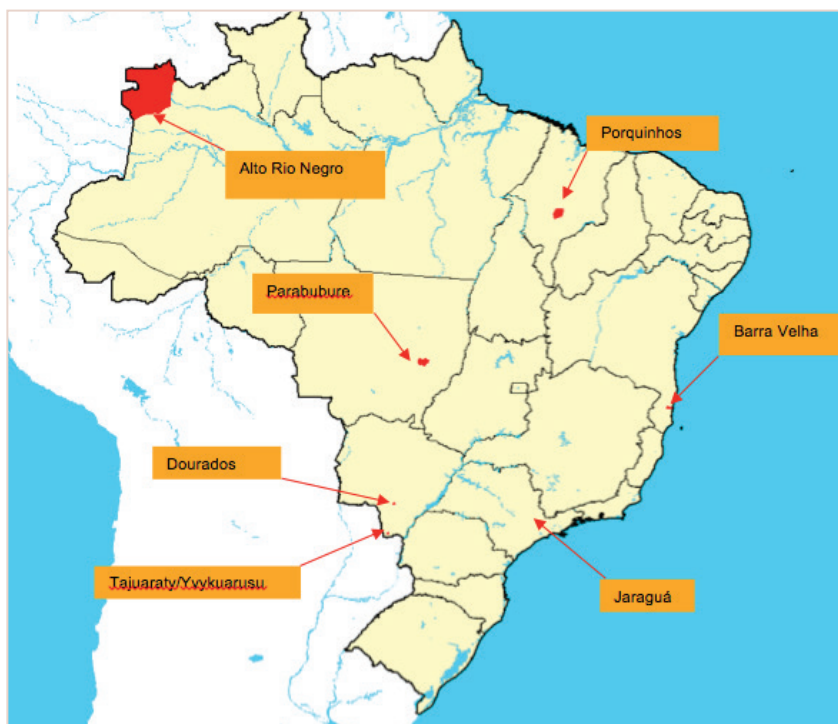 Porquinhos
Alto Rio Negro
Parabubure
Barra Velha
Dourados
Tajuaraty/Yvykuarusu
Jaraguá